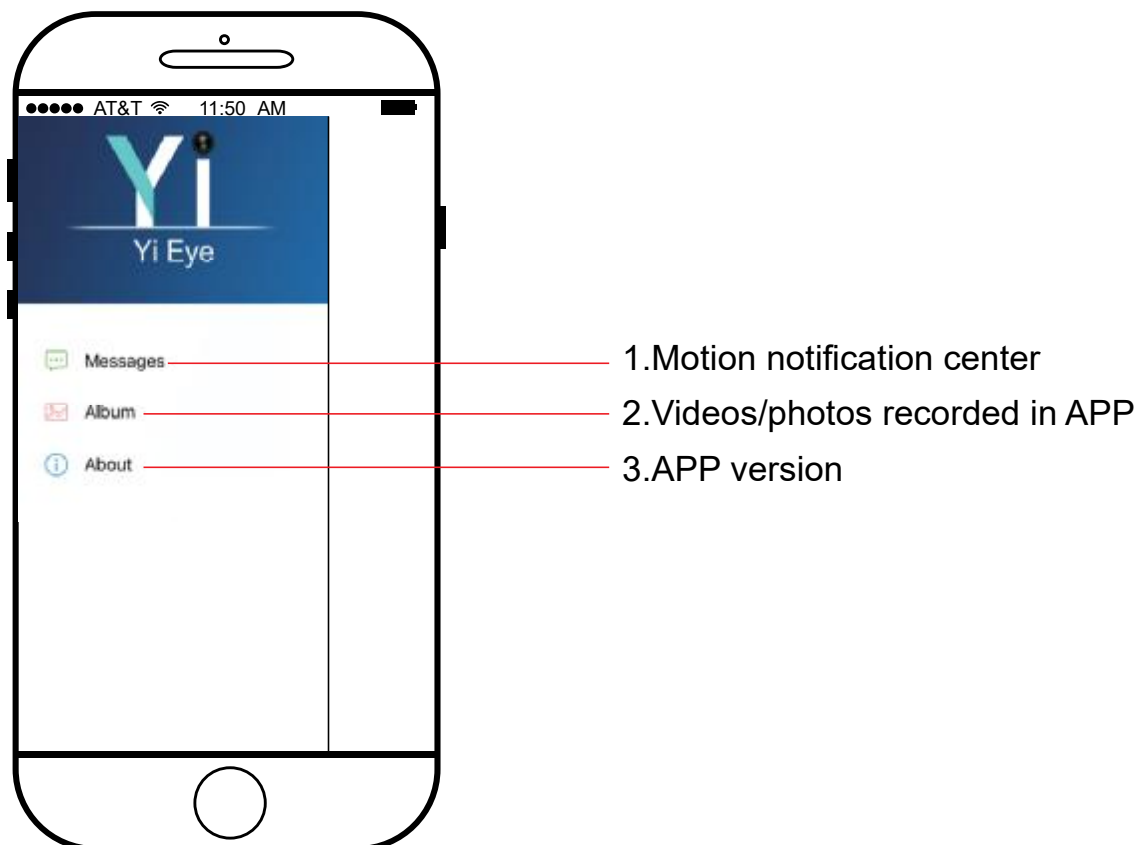 AT&T 11:50 AM
Yi
Yi Eye
Messages
1.Motion notification center
Album
2.Videos/photos recorded in APP
About
3.APP version